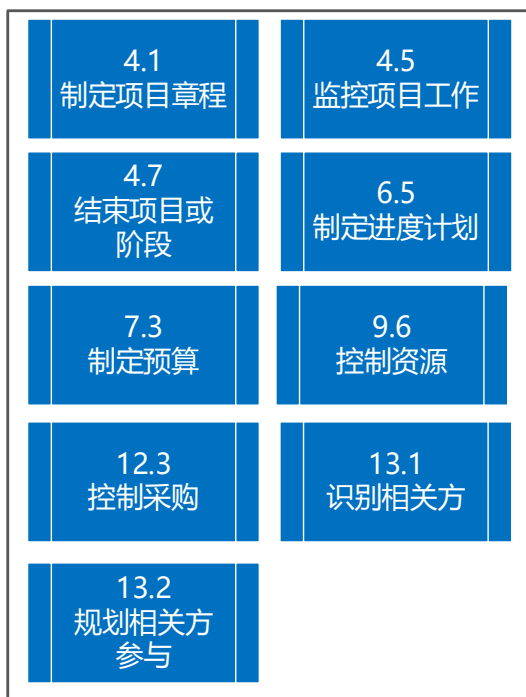 4.1
制定项目章程
4.5
监控项目工作
4.7
结束项目或
阶段
6.5
制定进度计划
7.3
制定预算
9.6
控制资源
12.3
控制采购
13.1
识别相关方
13.2
规划相关方
参与